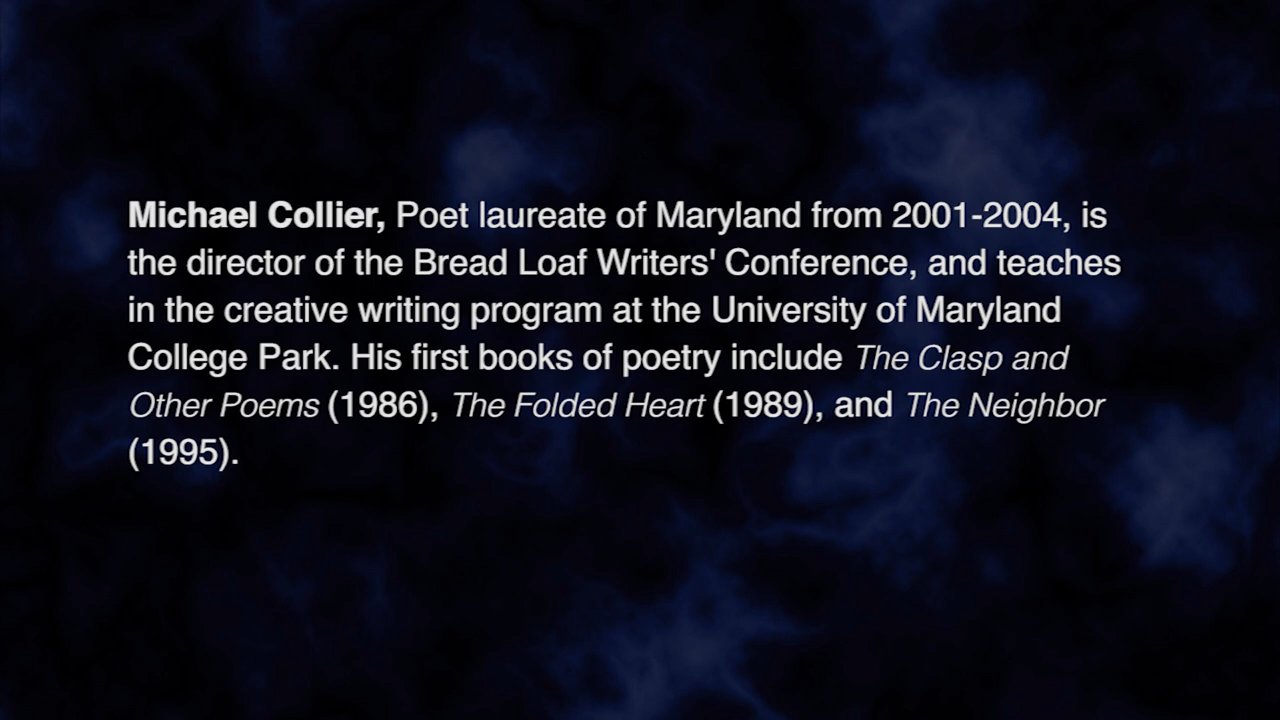 Michael Collier, Poet laureate of Maryland from 2001-2004, is
the director of the Bread Loaf Writers' Conference, and teaches
in the creative writing program at the University of Maryland
College Park. His first books of poetry include The Clasp and
Other Poems (1986), The Folded Heart (1989), and The Neighbor
(1995).